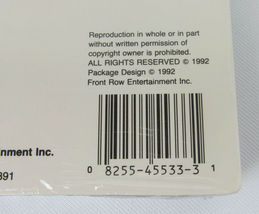 Reproduction in whole or in part
without written permission of
copyright owner is prohibited.
ALL RIGHTS RESERVED © 1992
Package Design © 1992
Front Row Entertainment Inc.
inment Inc.
391
0 8255-45533-3 1